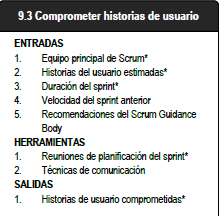 9.3 Comprometer historias de usuario
ENTRADAS
1. Equipo principal de Scrum*
2. Historias del usuario estimadas*
3. Duración del sprint*
4. Velocidad del sprint anterior
5. Recomendaciones del Scrum Guidance
Body
HERRAMIENTAS
1. Reuniones de planificación del sprint*
2. Técnicas de comunicación
SALIDAS
1. Historias de usuario comprometidas*